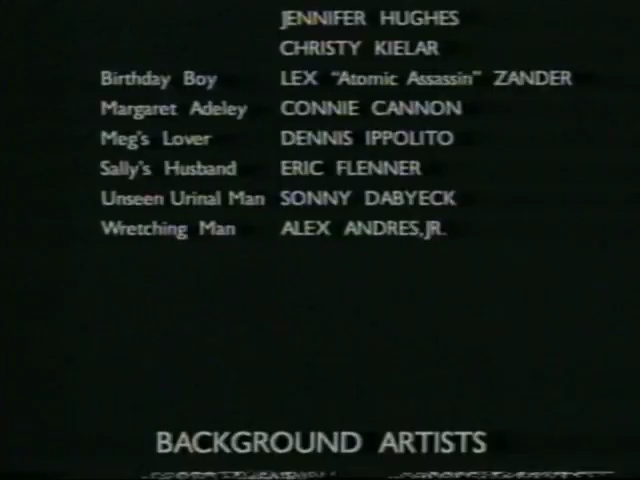 JENNIFER HUGHES
CHRISTY KIELAR
Birthday Boy LEX "Atomic Assassin" ZANDER
Margaret Adeley CONNIE CANNON
Meg's Lover DENNIS IPPOLITO
Sally's Husband ERIC FLENNER
Unseen Urinal Man SONNY DABYECK
Wretching Man ALEX ANDRES, JR.
BACKGROUND ARTISTS